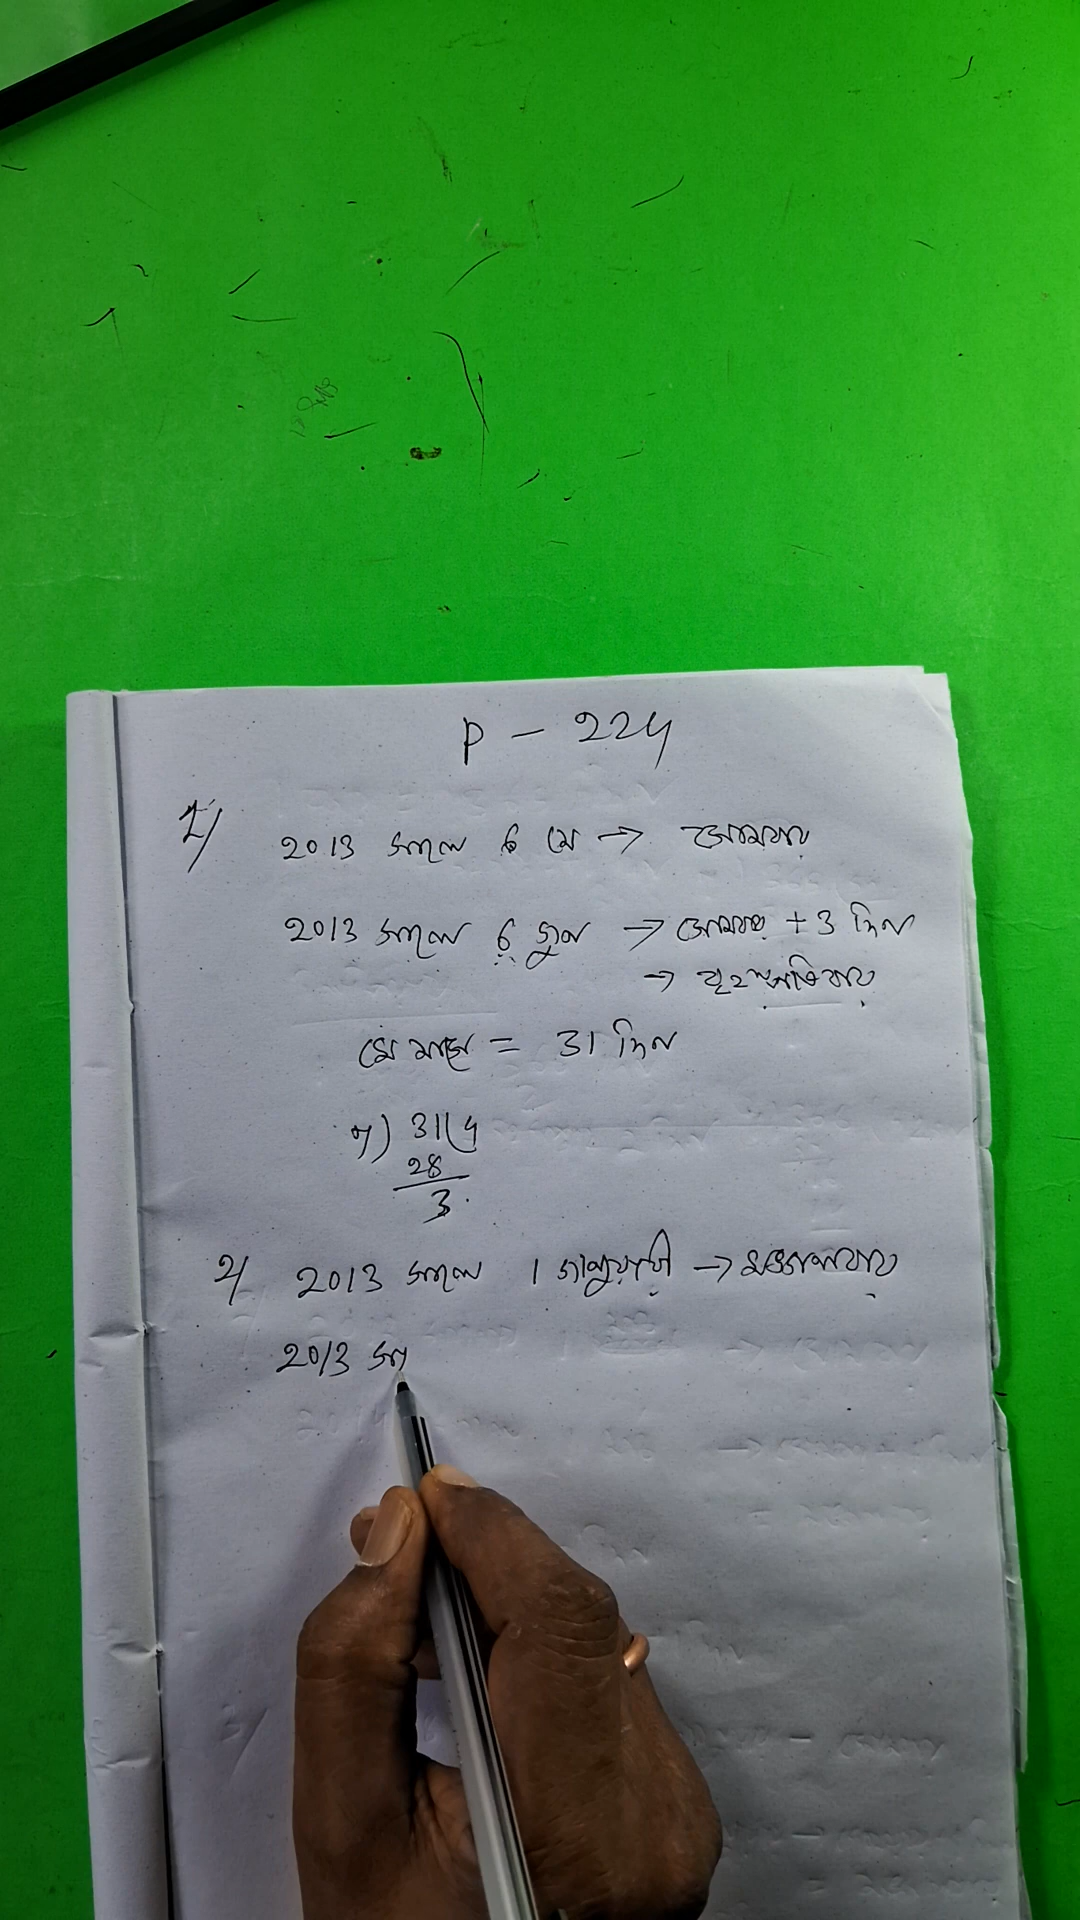 P - 224
1/ 2013 সালে 6 মে → সোমবার
2013 সালে 6 জুন → সোমবার + 3 দিন
→ বৃহস্পতিবার
মে মাসে = 31 দিন
7) 31(4
28
3
2/ 2013 সালে 1 জানুয়ারী → মঙ্গলবার
2013 সা